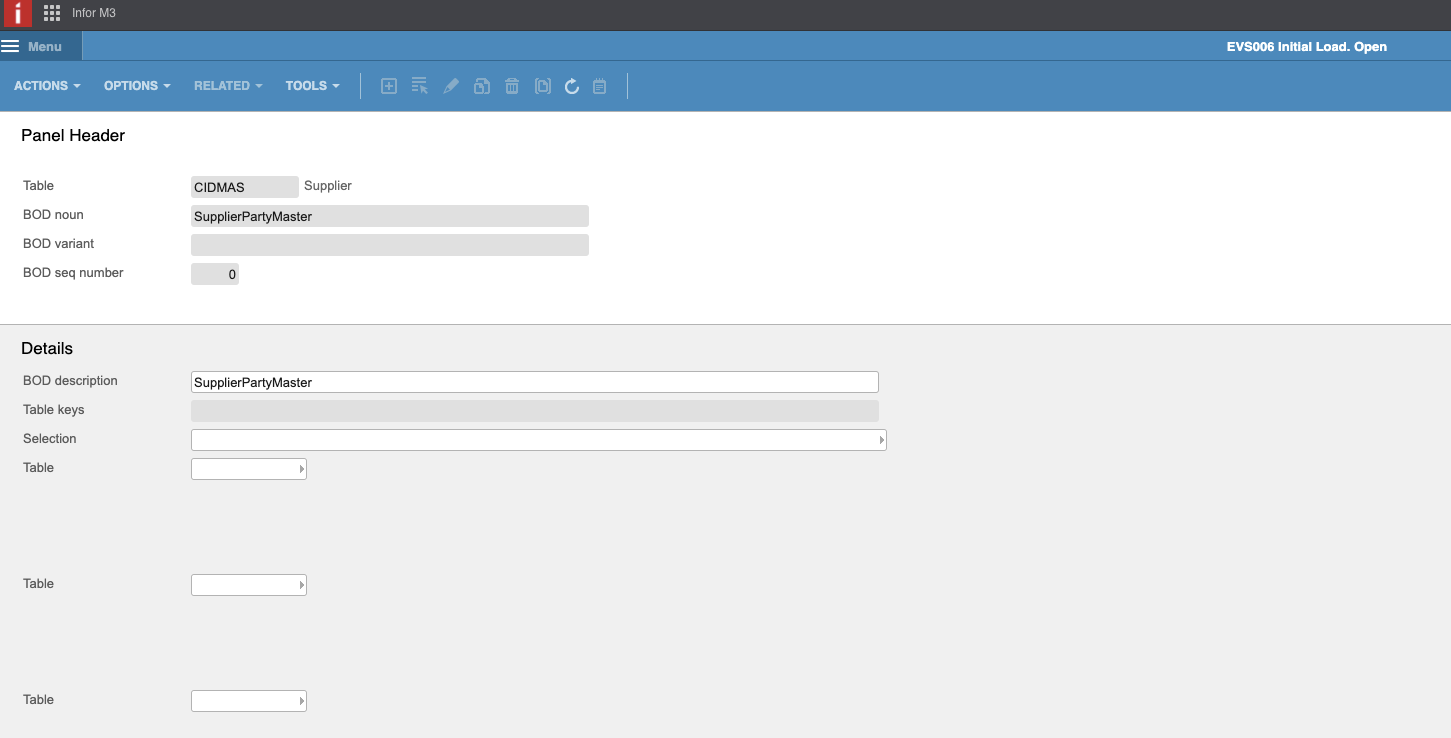 i Infor M3
Menu EVS006 Initial Load. Open
ACTIONS OPTIONS RELATED TOOLS
Panel Header
Table CIDMAS Supplier
BOD noun SupplierPartyMaster
BOD variant
BOD seq number 0
Details
BOD description SupplierPartyMaster
Table keys
Selection
Table
Table
Table